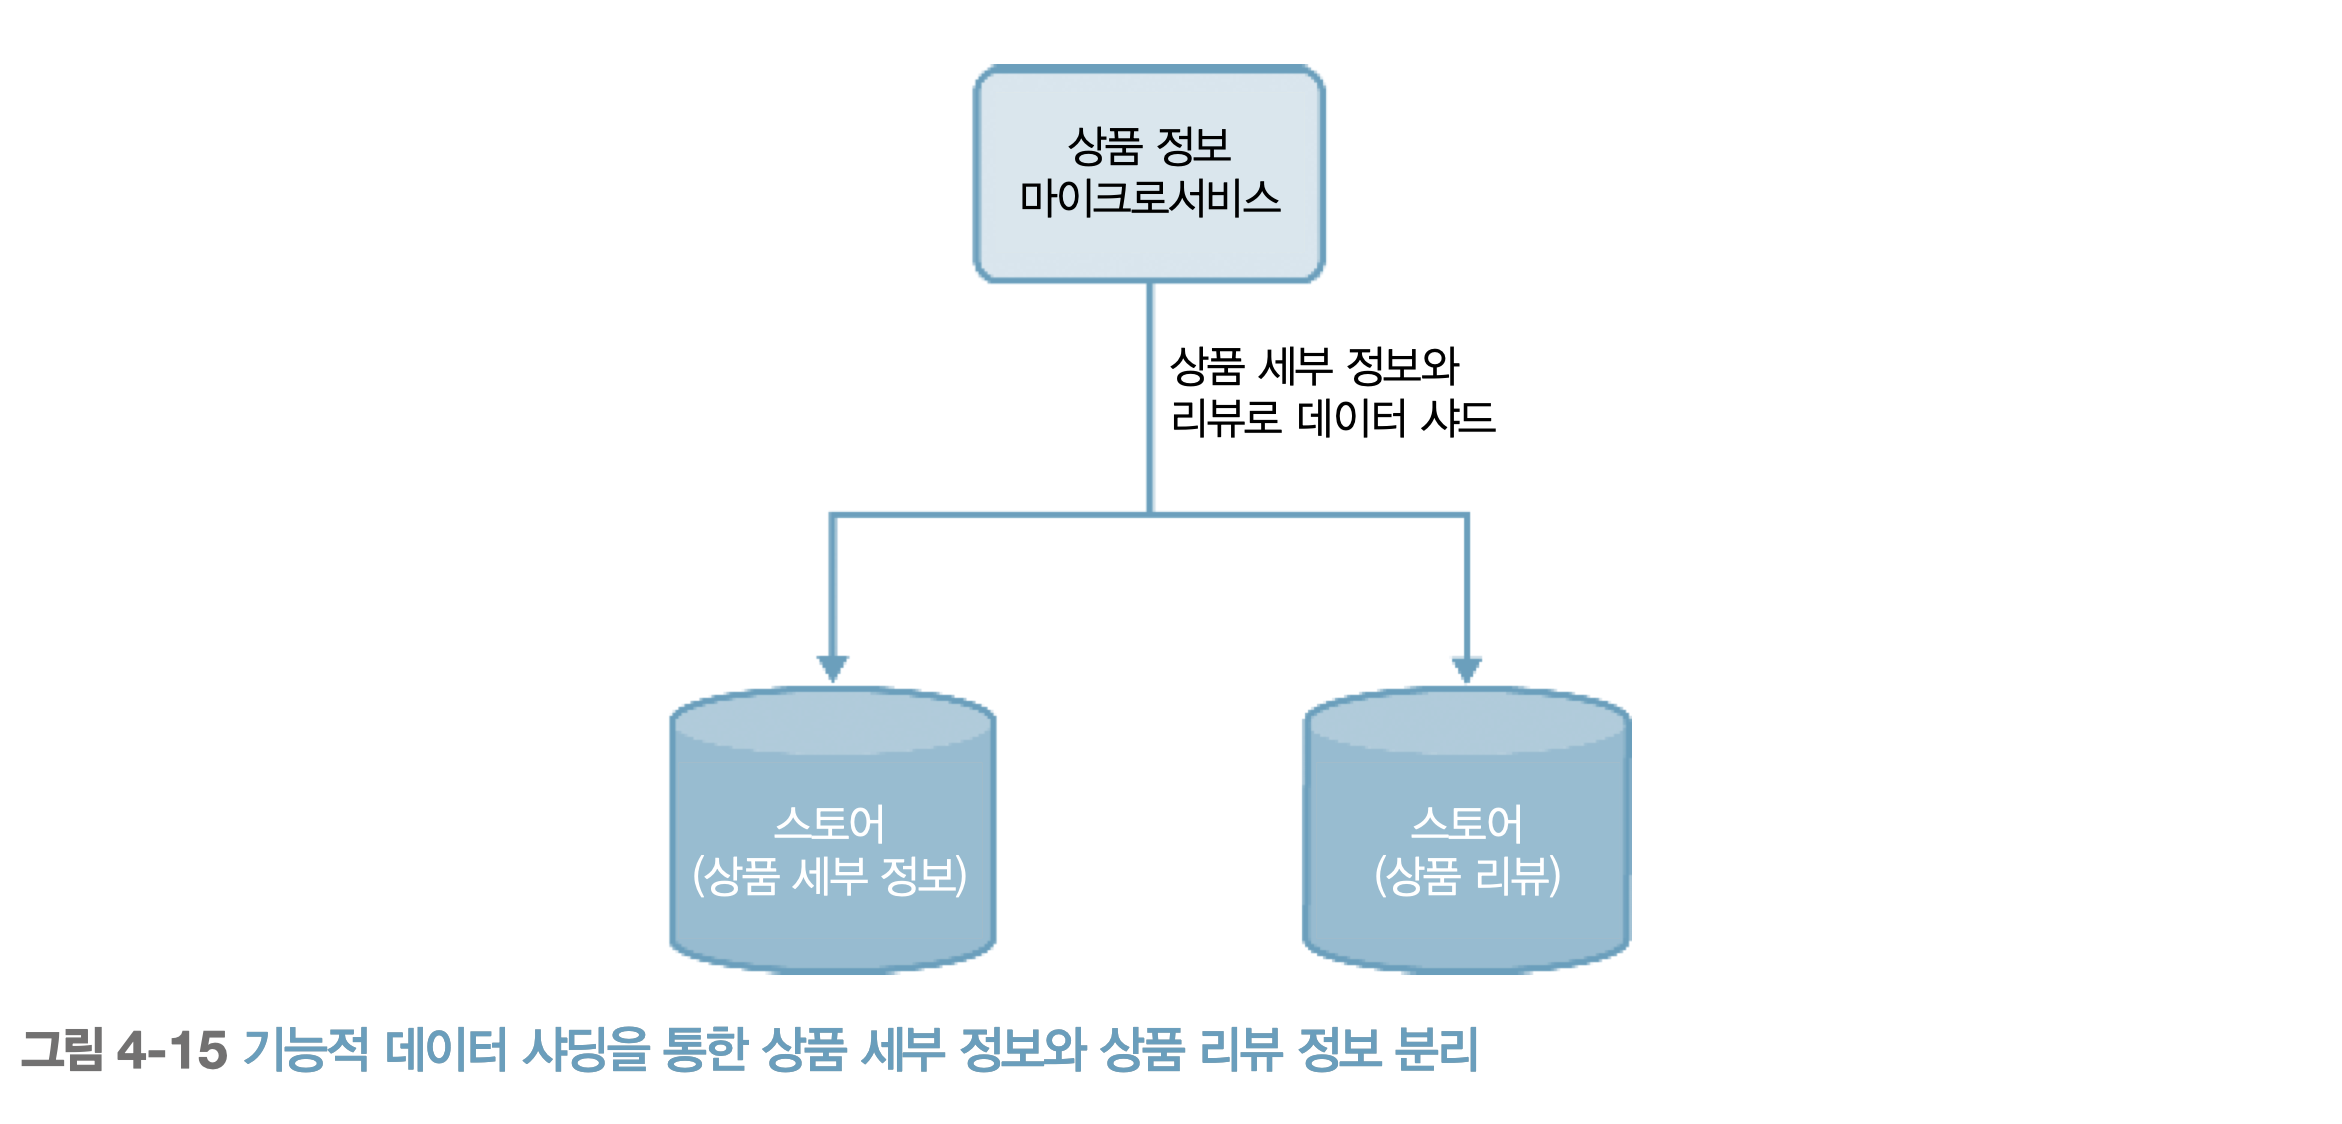 상품 정보
마이크로서비스
상품 세부 정보와
리뷰로 데이터 샤드
스토어
(상품 세부 정보)
스토어
(상품 리뷰)
그림 4-15 기능적 데이터 샤딩을 통한 상품 세부 정보와 상품 리뷰 정보 분리